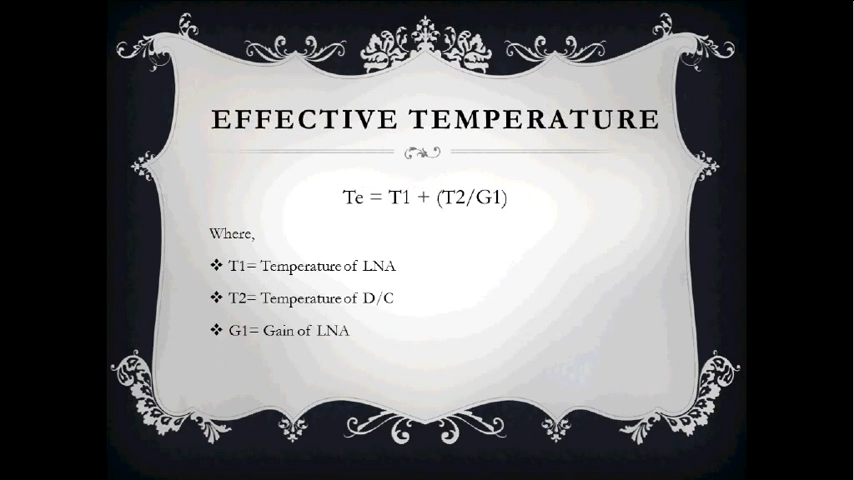 EFFECTIVE TEMPERATURE
Te = T1 + (T2/G1)
Where,
❖ T1= Temperature of LNA
❖ T2= Temperature of D/C
❖ G1= Gain of LNA